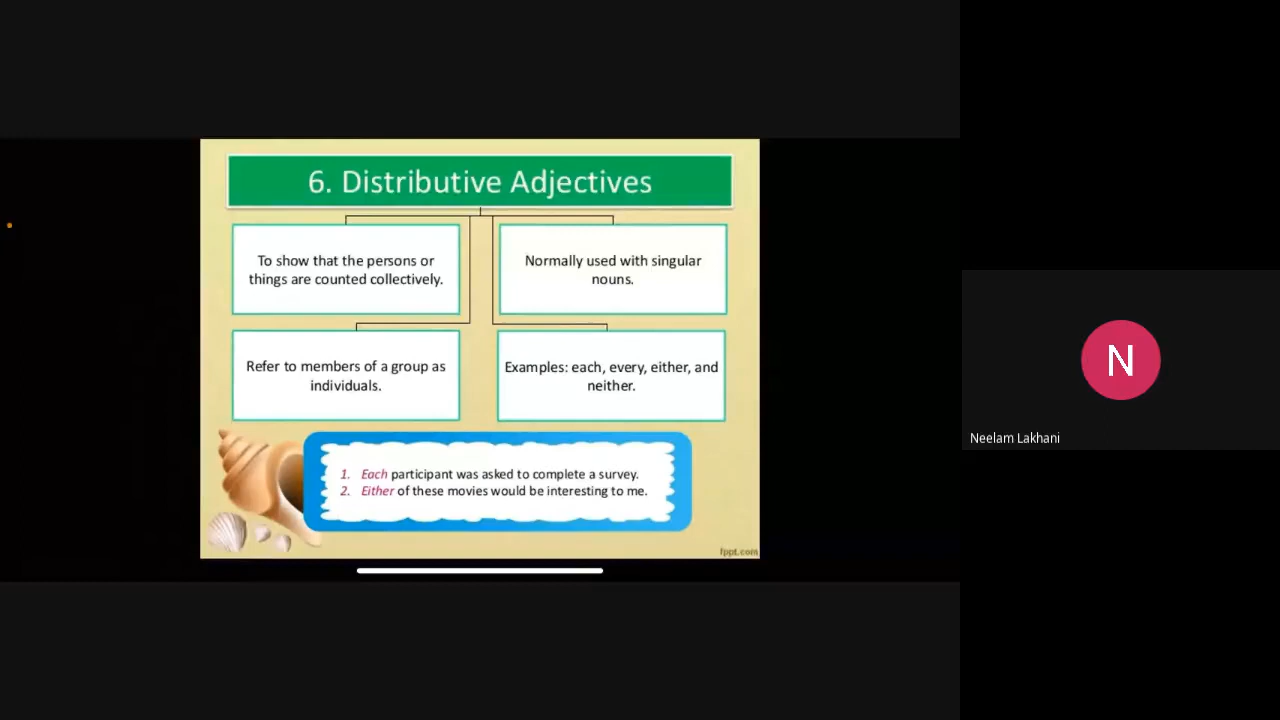 6. Distributive Adjectives
To show that the persons or
things are counted collectively.
Normally used with singular
nouns.
Refer to members of a group as
individuals.
Examples: each, every, either, and
neither.
1. Each participant was asked to complete a survey.
2. Either of these movies would be interesting to me.
fppt.com
N
Neelam Lakhani